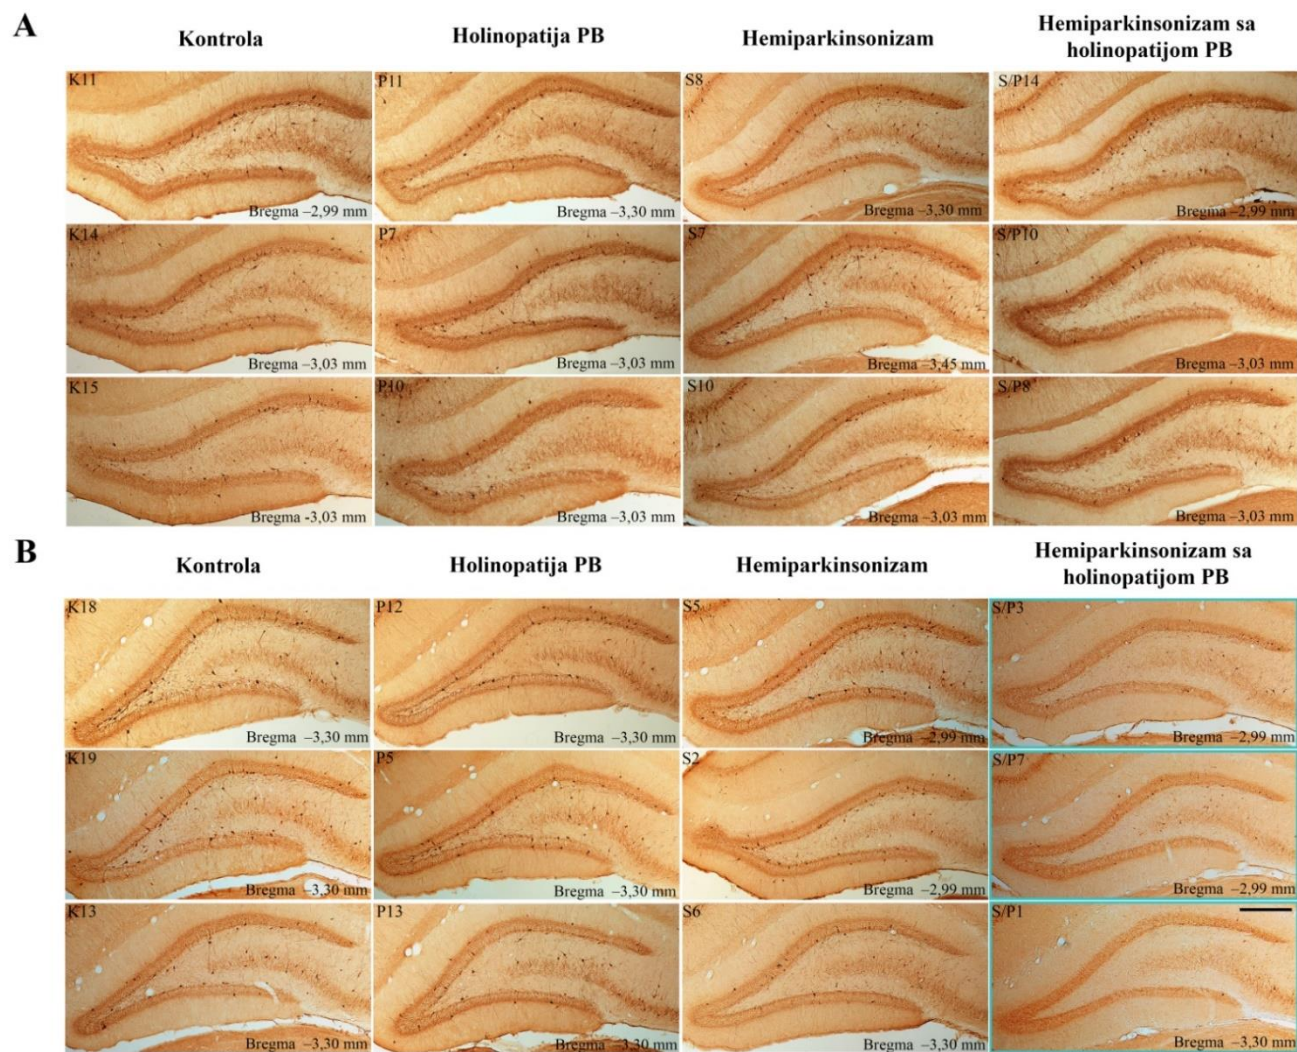 A
Kontrola
Holinopatija PB
Hemiparkinsonizam
Hemiparkinsonizam sa
holinopatijom PB
K11
Bregma –2,99 mm
P11
Bregma –3,30 mm
S8
Bregma –3,30 mm
S/P14
Bregma –2,99 mm
K14
Bregma –3,03 mm
P7
Bregma –3,03 mm
S7
Bregma –3,45 mm
S/P10
Bregma –3,03 mm
K15
Bregma -3,03 mm
P10
Bregma –3,03 mm
S10
Bregma –3,03 mm
S/P8
Bregma –3,03 mm
B
Kontrola
Holinopatija PB
Hemiparkinsonizam
Hemiparkinsonizam sa
holinopatijom PB
K18
Bregma –3,30 mm
P12
Bregma –3,30 mm
S5
Bregma –2,99 mm
S/P3
Bregma –2,99 mm
K19
Bregma –3,30 mm
P5
Bregma –3,30 mm
S2
Bregma –2,99 mm
S/P7
Bregma –2,99 mm
K13
Bregma –3,30 mm
P13
Bregma –3,30 mm
S6
Bregma –3,30 mm
S/P1
Bregma –3,30 mm